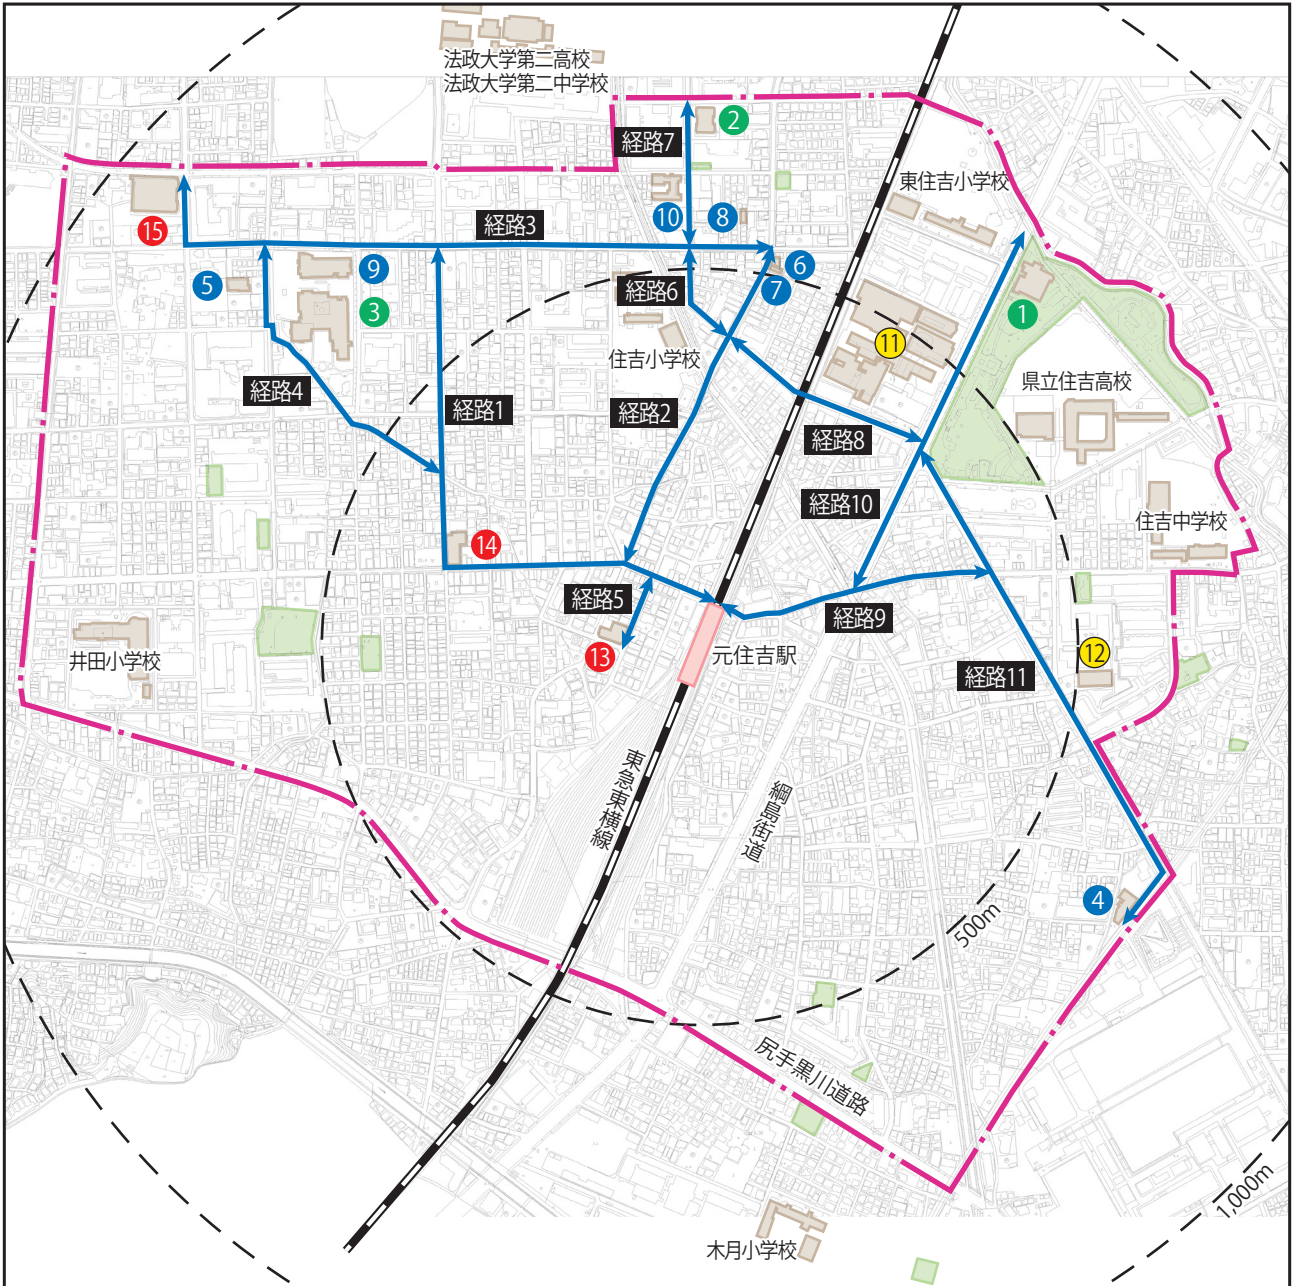 法政大学第二高校
法政大学第二中学校
2
経路7
東住吉小学校
15
10
8
経路3
5
9
6
7
経路6
3
1
11
住吉小学校
県立住吉高校
経路4
経路1
経路2
経路8
経路10
住吉中学校
14
経路5
経路9
13
元住吉駅
12
井田小学校
経路11
東急東横線
綱島街道
4
500m
尻手黒川道路
1,000m
木月小学校